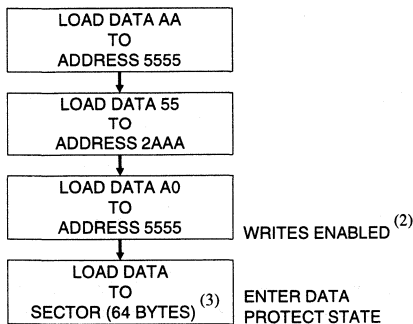 LOAD DATA AA
TO
ADDRESS 5555
LOAD DATA 55
TO
ADDRESS 2AAA
LOAD DATA A0
TO
ADDRESS 5555
WRITES ENABLED (2)
LOAD DATA
TO
SECTOR (64 BYTES) (3)
ENTER DATA
PROTECT STATE